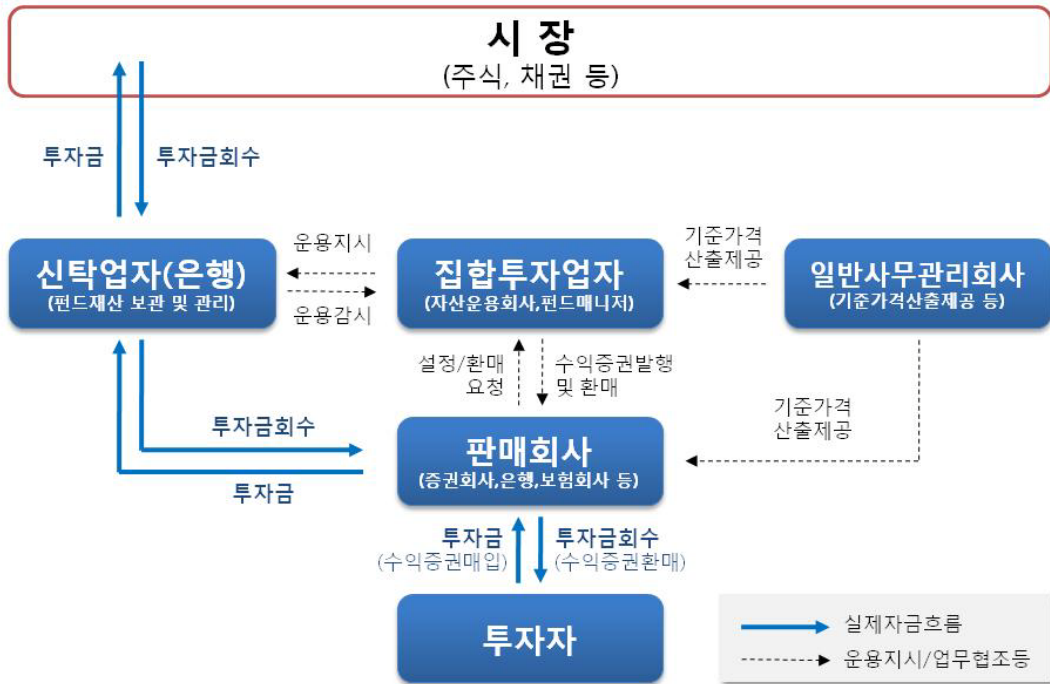 시 장
(주식, 채권 등)
투자금
투자금회수
신탁업자(은행)
(펀드재산 보관 및 관리)
운용지시
운용감시
집합투자업자
(자산운용회사,펀드매니저)
기준가격
산출제공
일반사무관리회사
(기준가격산출제공 등)
설정/환매
요청
수익증권발행
및 환매
기준가격
산출제공
투자금회수
투자금
판매회사
(증권회사,은행,보험회사 등)
투자금
(수익증권매입)
투자금회수
(수익증권환매)
투자자
실제자금흐름
운용지시/업무협조등